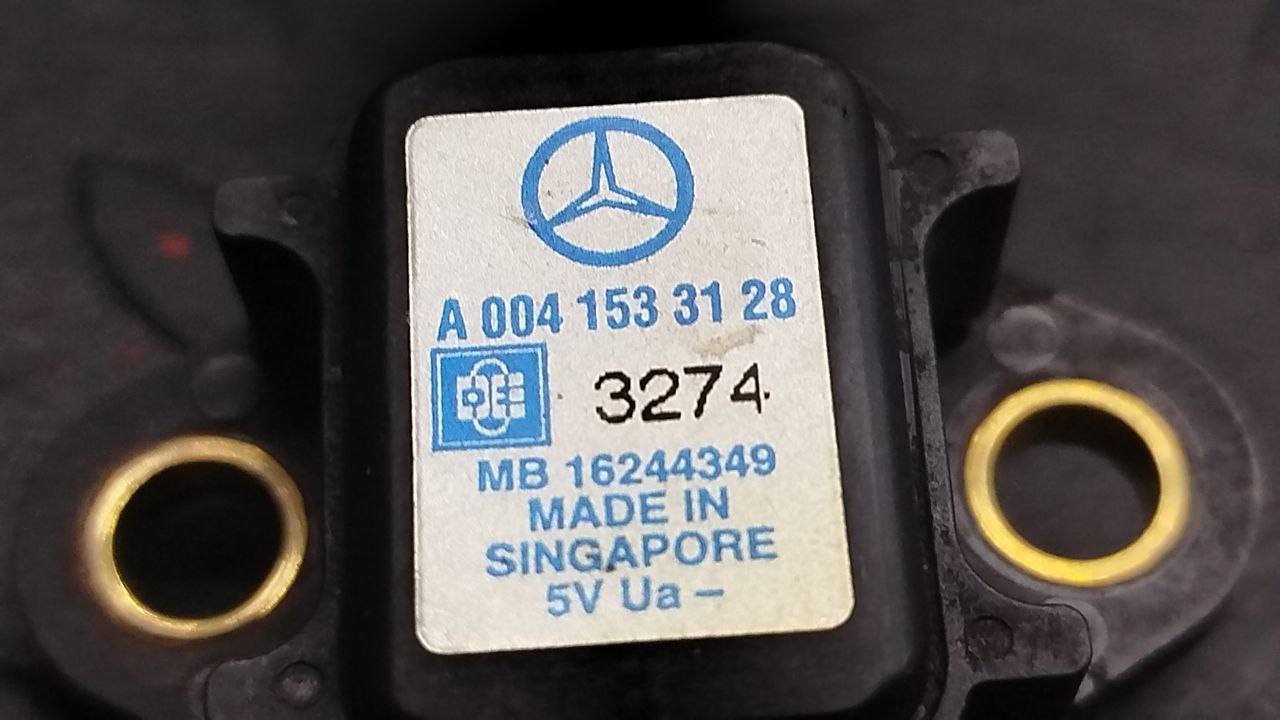 A 004 153 31 28
3274
MB 16244349
MADE IN
SINGAPORE
5V Ua –